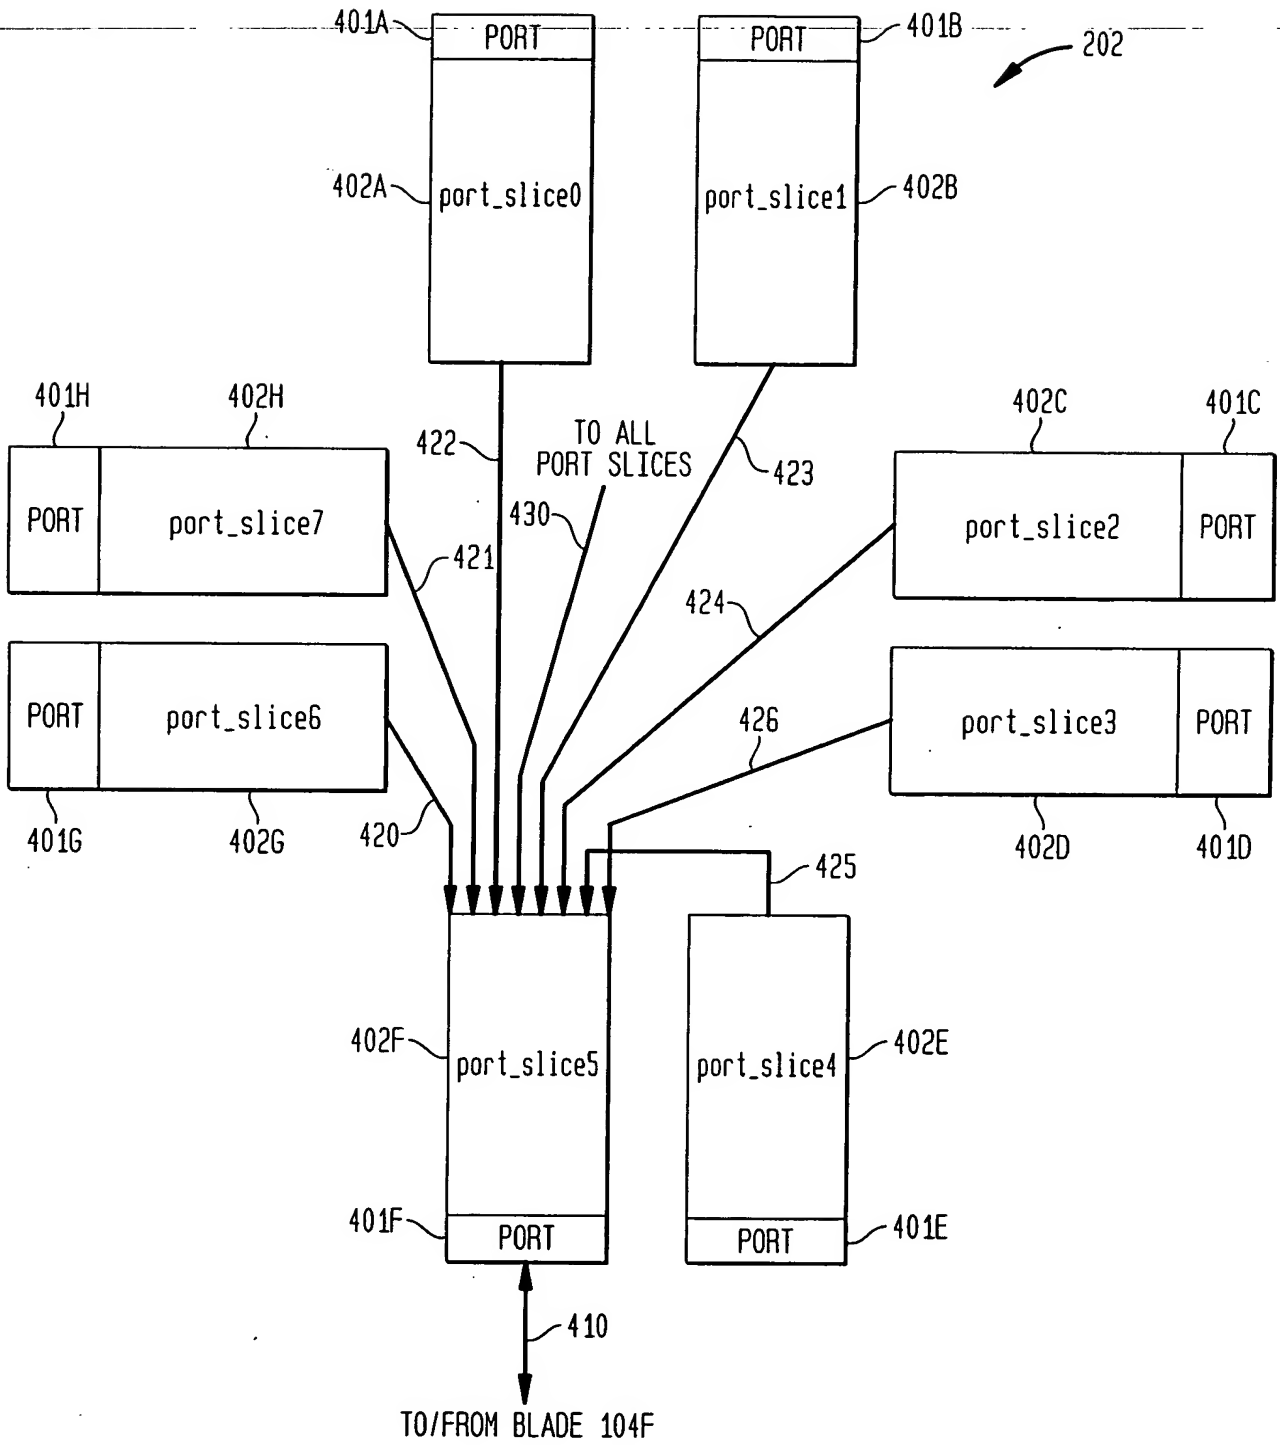 401A
PORT
PORT
401B
202
402A
port_slice0
port_slice1
402B
401H
402H
422
TO ALL
PORT SLICES
423
402C
401C
PORT
port_slice7
421
430
424
port_slice2
PORT
PORT
port_slice6
426
port_slice3
PORT
401G
402G
420
425
402D
401D
402F
port_slice5
port_slice4
402E
401F
PORT
PORT
401E
410
TO/FROM BLADE 104F